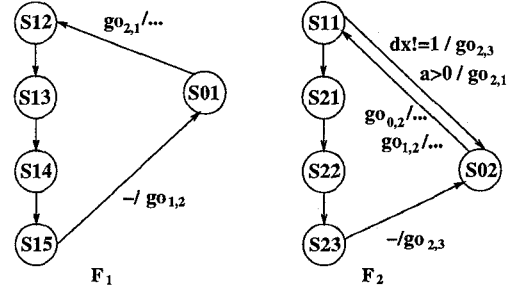 S12
go2,1/...
S01
S13
S14
S15
-/ go1,2
F1
S11
dx!=1 / go2,3
a>0 / go2,1
S21
go0,2/...
go1,2/...
S22
S02
S23
-/go2,3
F2